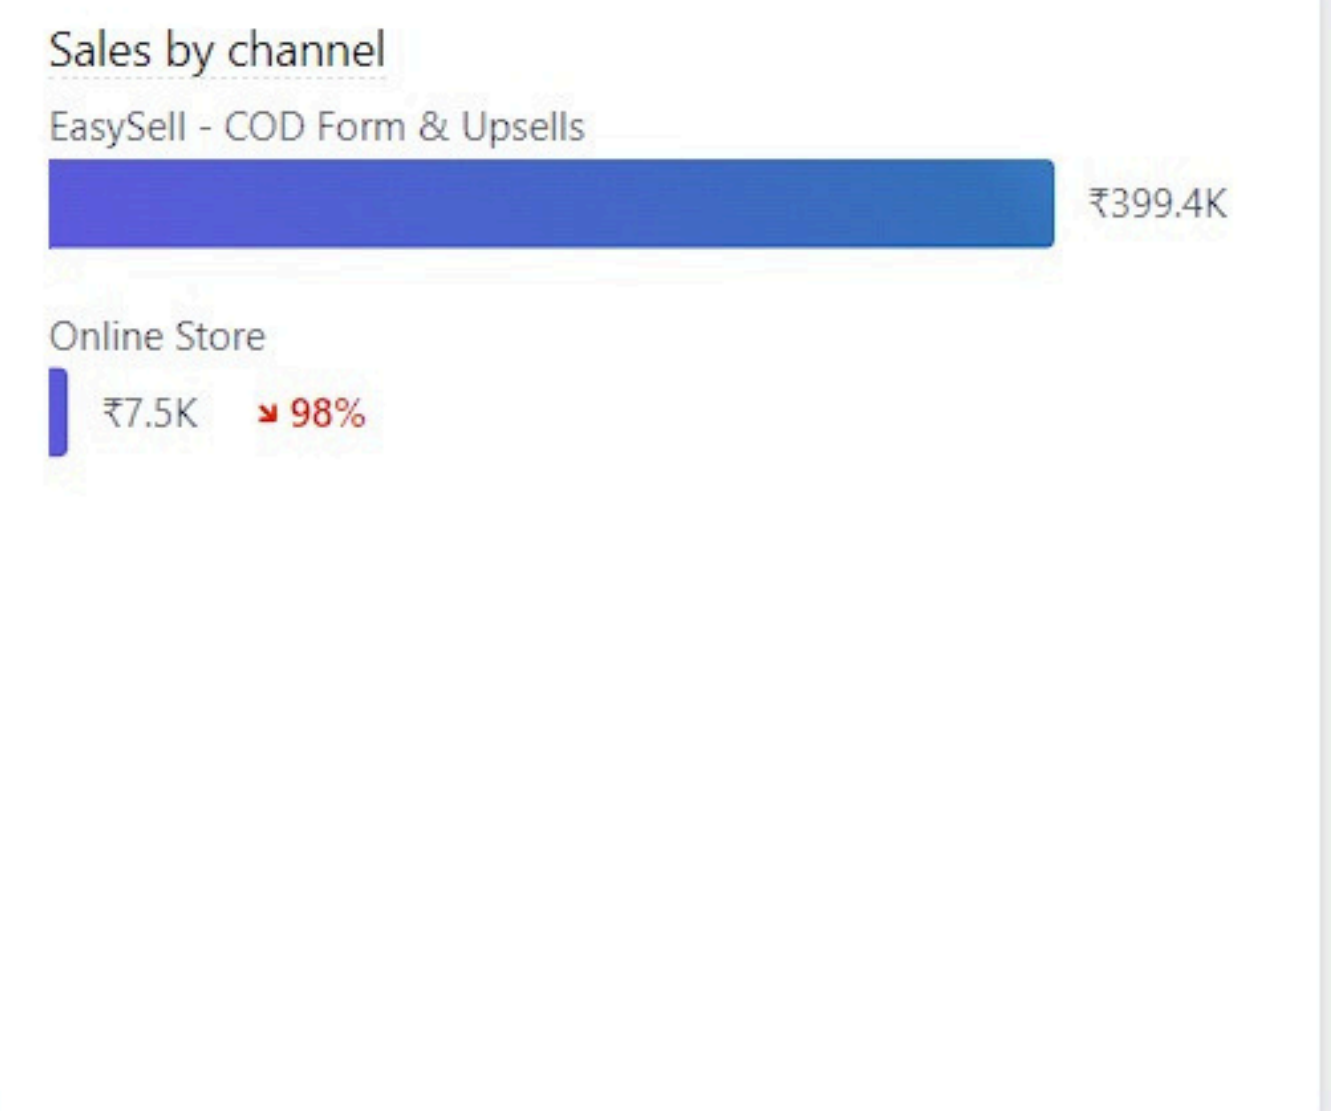 Sales by channel
EasySell - COD Form & Upsells
₹399.4K
Online Store
₹7.5K 98%